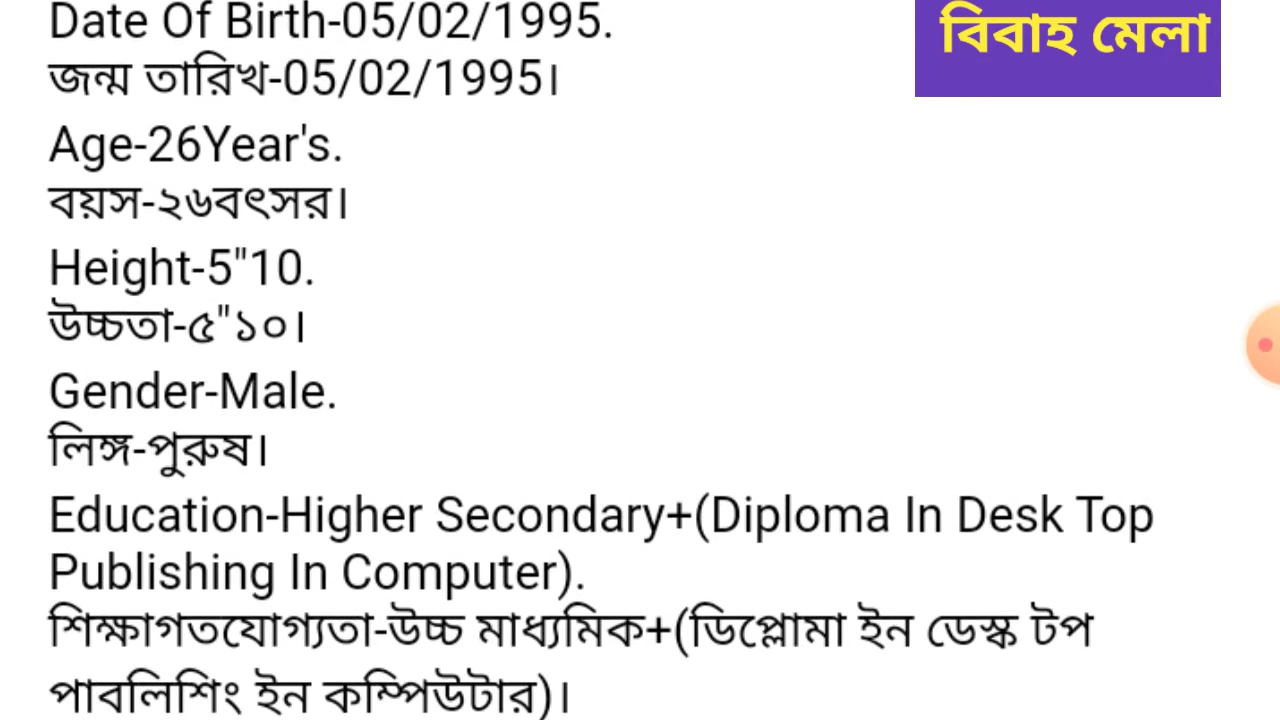 Date Of Birth-05/02/1995.
বিবাহ মেলা
জন্ম তারিখ-05/02/1995।
Age-26Year's.
বয়স-২৬বৎসর।
Height-5"10.
উচ্চতা-৫"১০।
Gender-Male.
লিঙ্গ-পুরুষ।
Education-Higher Secondary+(Diploma In Desk Top
Publishing In Computer).
শিক্ষাগতযোগ্যতা-উচ্চ মাধ্যমিক+(ডিপ্লোমা ইন ডেস্ক টপ
পাবলিশিং ইন কম্পিউটার)।